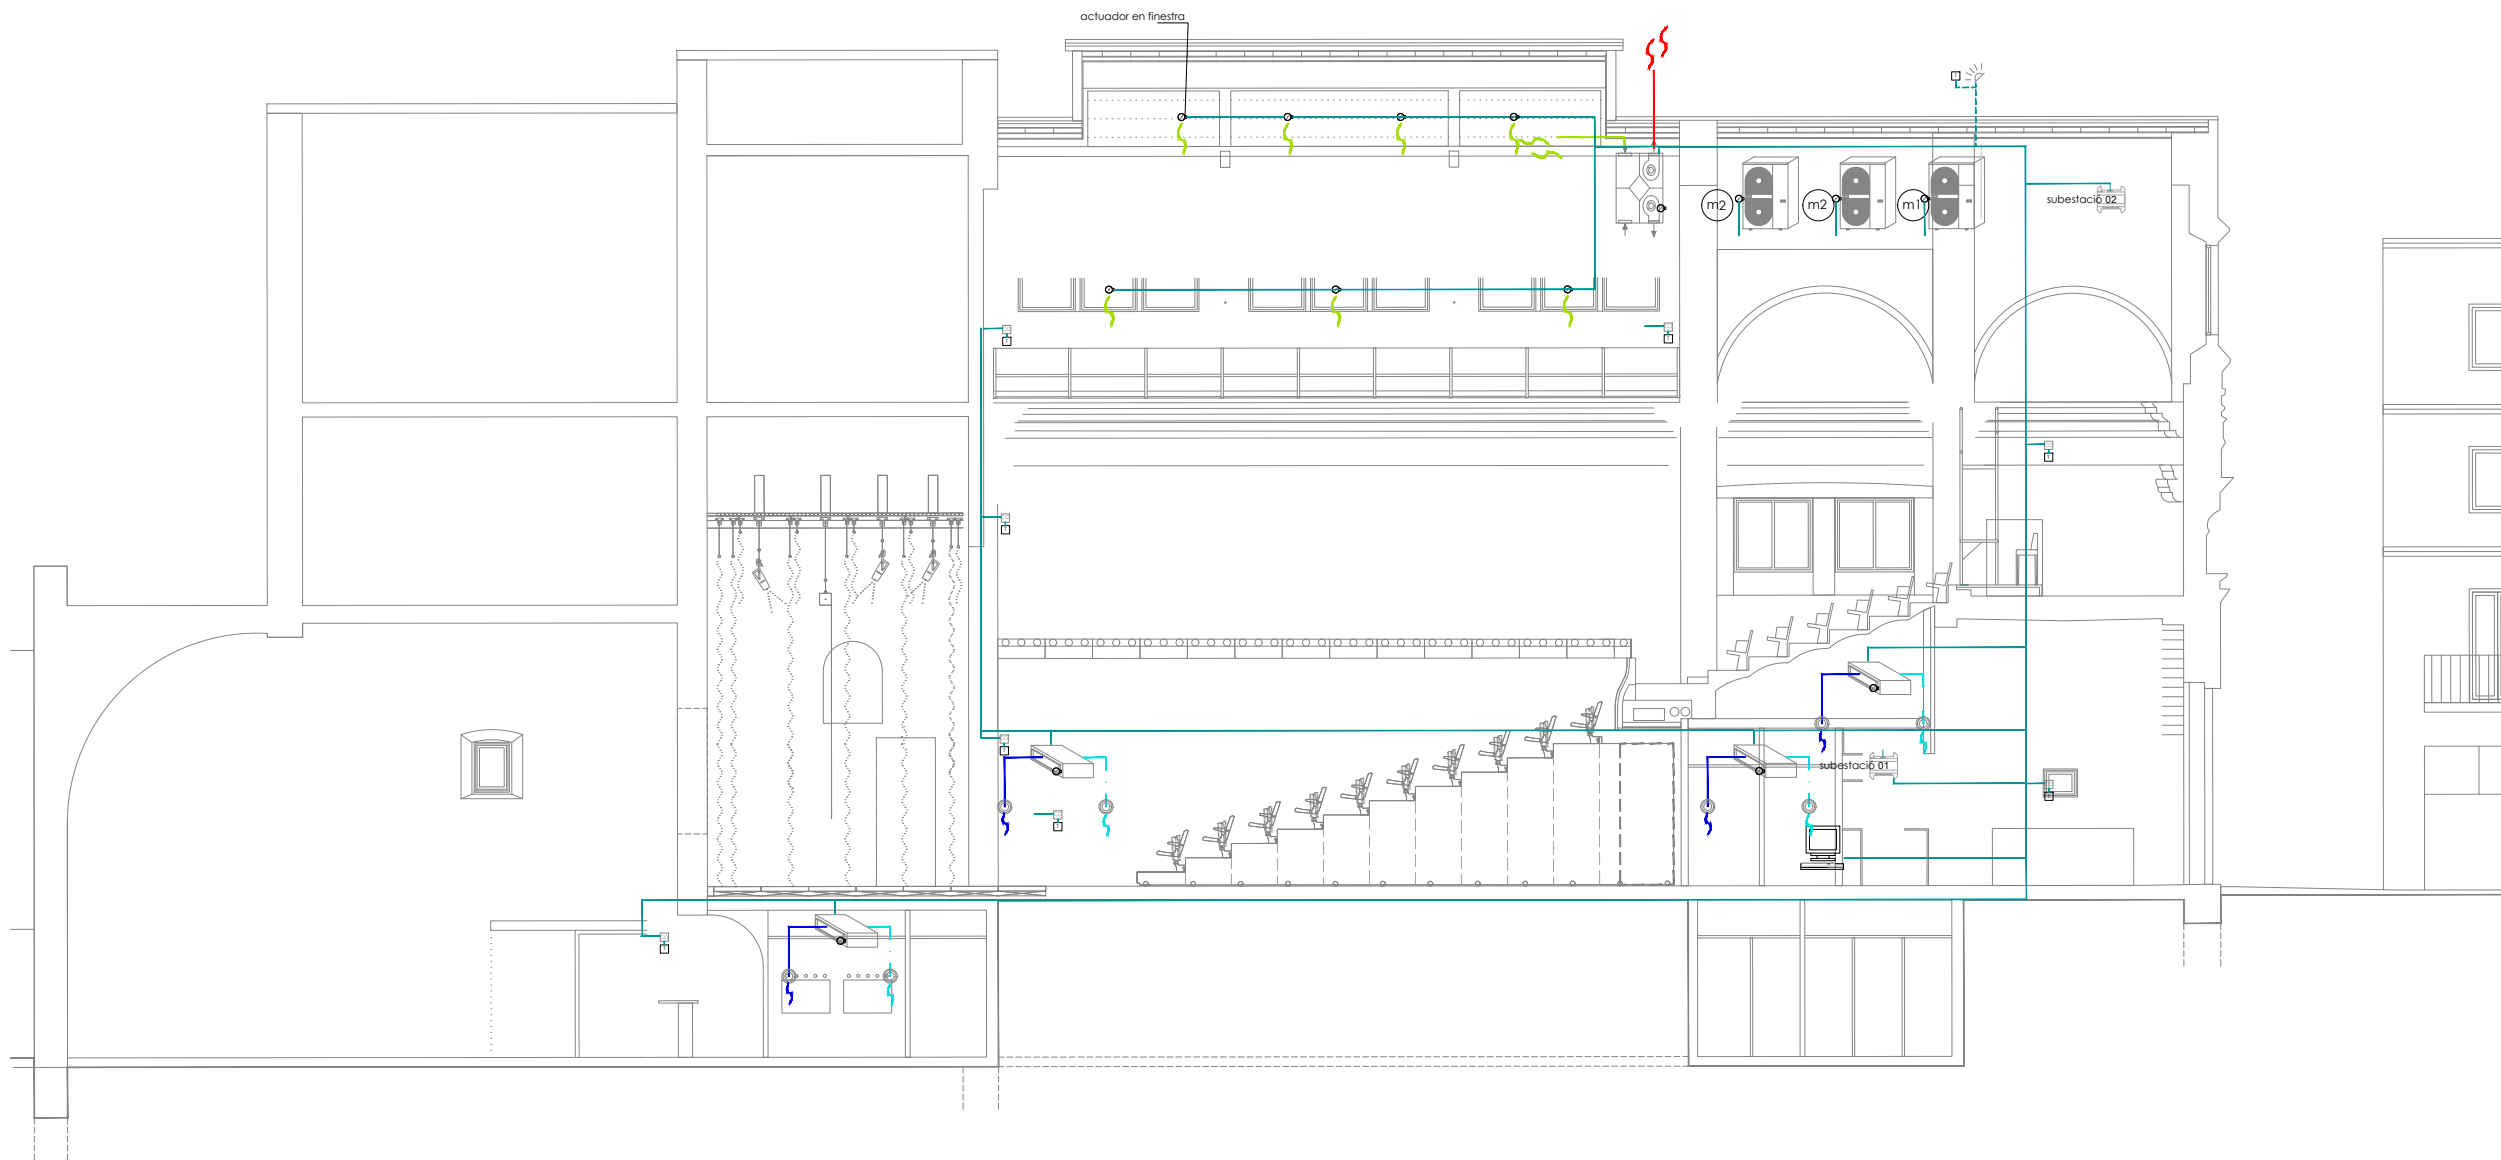 actuador en finestra
m2
m2
m1
subestació 02
subestació 01